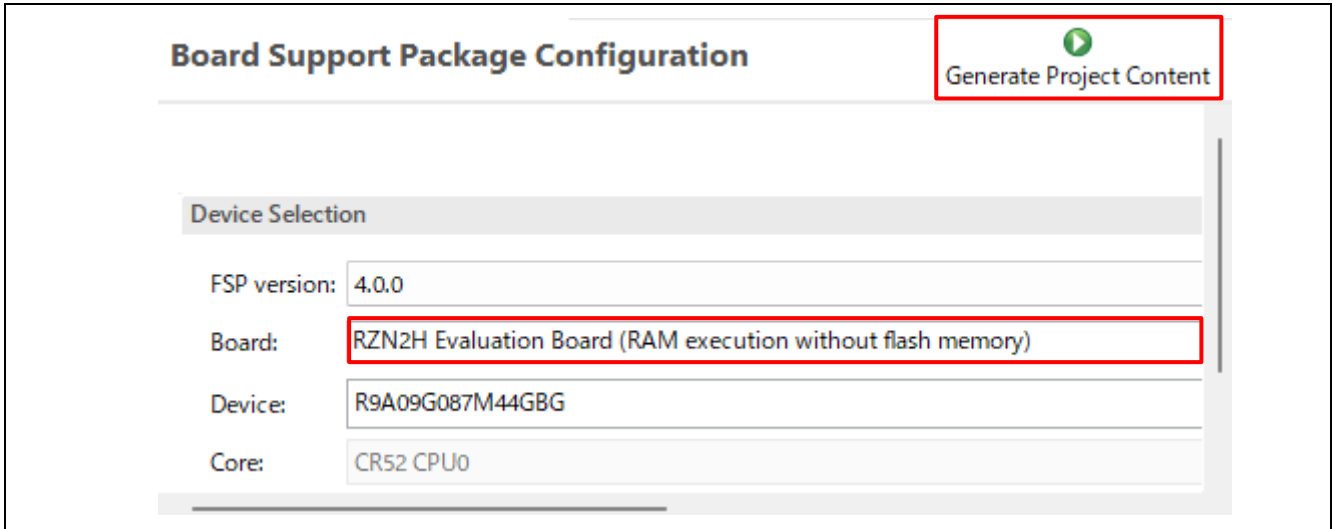 Board Support Package Configuration
Generate Project Content
Device Selection
FSP version: 4.0.0
Board: RZN2H Evaluation Board (RAM execution without flash memory)
Device: R9A09G087M44GBG
Core: CR52 CPU0